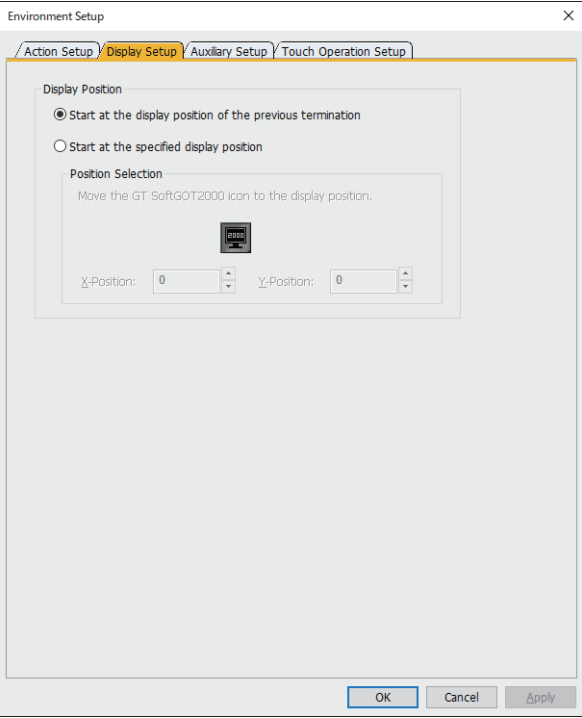 Environment Setup
Action Setup Display Setup Auxiliary Setup Touch Operation Setup
Display Position
Start at the display position of the previous termination
Start at the specified display position
Position Selection
Move the GT SoftGOT2000 icon to the display position.
2000
X-Position: 0 Y-Position: 0
OK Cancel Apply